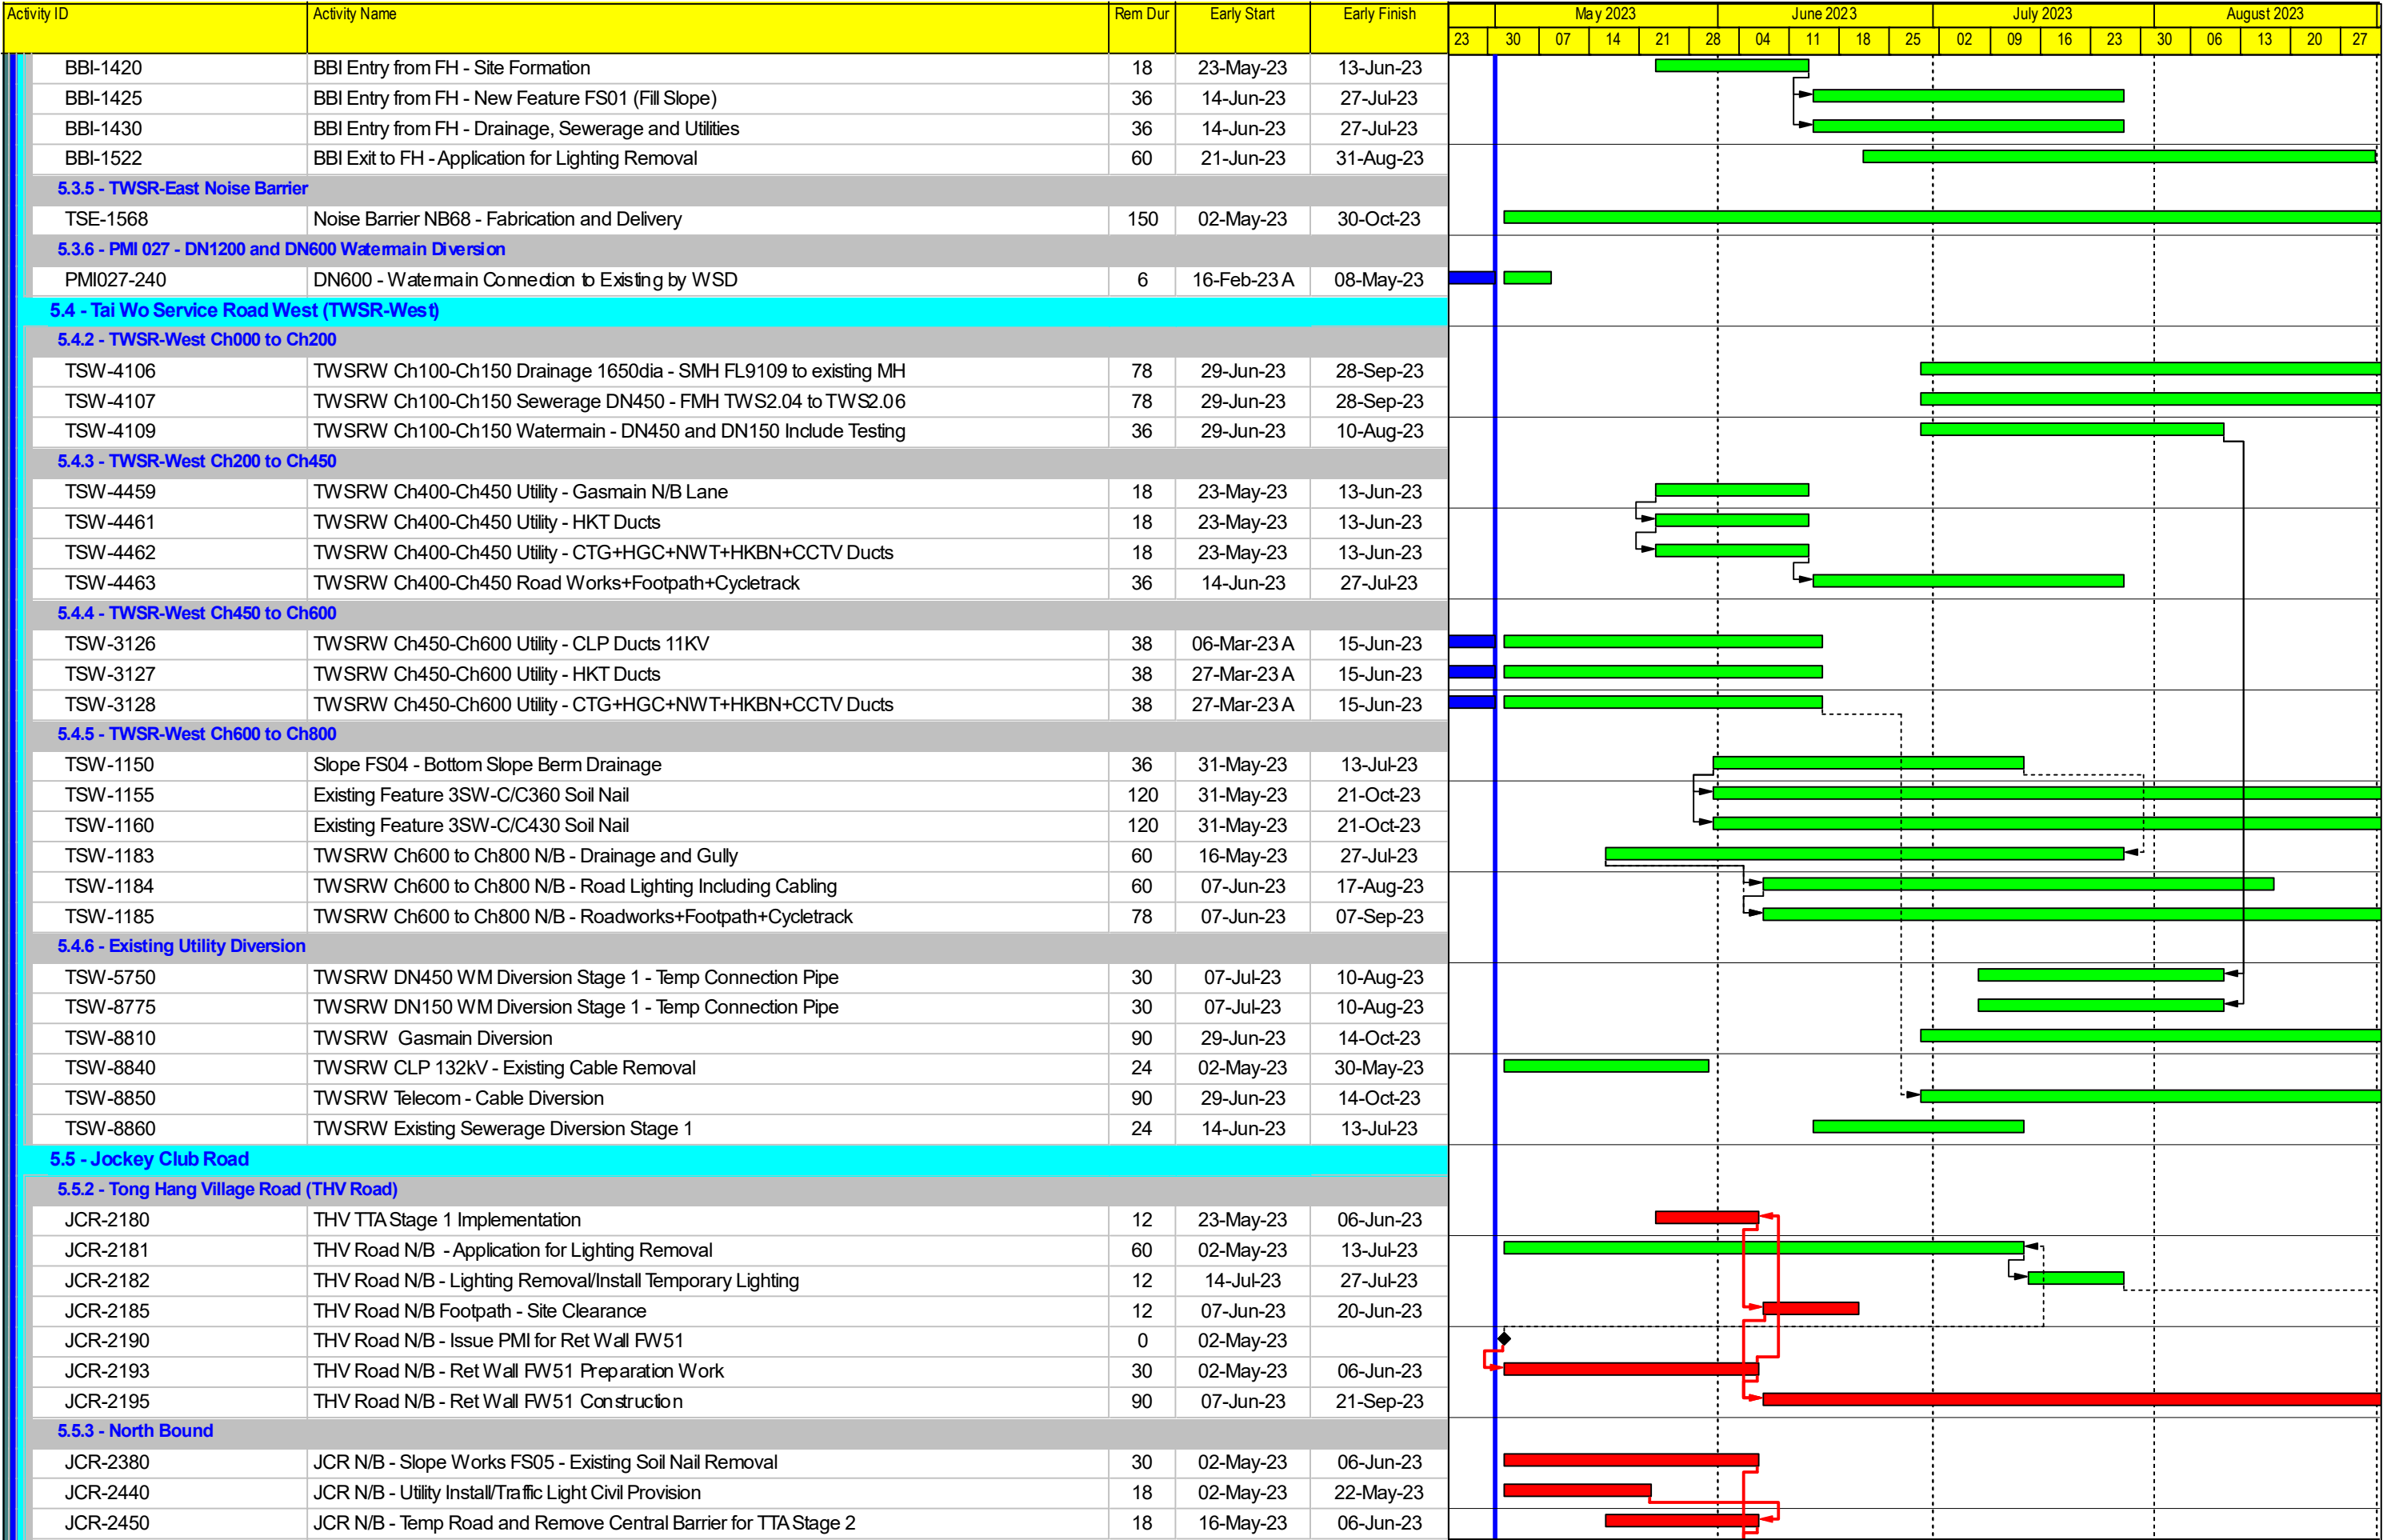 Activity ID Activity Name Rem Dur Early Start Early Finish May 2023 June 2023 July 2023 August 2023
23 30 07 14 21 28 04 11 18 25 02 09 16 23 30 06 13 20 27
BBI-1420 BBI Entry from FH - Site Formation 18 23-May-23 13-Jun-23
BBI-1425 BBI Entry from FH - New Feature FS01 (Fill Slope) 36 14-Jun-23 27-Jul-23
BBI-1430 BBI Entry from FH - Drainage, Sewerage and Utilities 36 14-Jun-23 27-Jul-23
BBI-1522 BBI Exit to FH - Application for Lighting Removal 60 21-Jun-23 31-Aug-23
5.3.5 - TWSR-East Noise Barrier
TSE-1568 Noise Barrier NB68 - Fabrication and Delivery 150 02-May-23 30-Oct-23
5.3.6 - PMI 027 - DN1200 and DN600 Watermain Diversion
PMI027-240 DN600 - Watermain Connection to Existing by WSD 6 16-Feb-23 A 08-May-23
5.4 - Tai Wo Service Road West (TWSR-West)
5.4.2 - TWSR-West Ch000 to Ch200
TSW-4106 TWSRW Ch100-Ch150 Drainage 1650dia - SMH FL9109 to existing MH 78 29-Jun-23 28-Sep-23
TSW-4107 TWSRW Ch100-Ch150 Sewerage DN450 - FMH TWS2.04 to TWS2.06 78 29-Jun-23 28-Sep-23
TSW-4109 TWSRW Ch100-Ch150 Watermain - DN450 and DN150 Include Testing 36 29-Jun-23 10-Aug-23
5.4.3 - TWSR-West Ch200 to Ch450
TSW-4459 TWSRW Ch400-Ch450 Utility - Gasmain N/B Lane 18 23-May-23 13-Jun-23
TSW-4461 TWSRW Ch400-Ch450 Utility - HKT Ducts 18 23-May-23 13-Jun-23
TSW-4462 TWSRW Ch400-Ch450 Utility - CTG+HGC+NWT+HKBN+CCTV Ducts 18 23-May-23 13-Jun-23
TSW-4463 TWSRW Ch400-Ch450 Road Works+Footpath+Cycletrack 36 14-Jun-23 27-Jul-23
5.4.4 - TWSR-West Ch450 to Ch600
TSW-3126 TWSRW Ch450-Ch600 Utility - CLP Ducts 11KV 38 06-Mar-23 A 15-Jun-23
TSW-3127 TWSRW Ch450-Ch600 Utility - HKT Ducts 38 27-Mar-23 A 15-Jun-23
TSW-3128 TWSRW Ch450-Ch600 Utility - CTG+HGC+NWT+HKBN+CCTV Ducts 38 27-Mar-23 A 15-Jun-23
5.4.5 - TWSR-West Ch600 to Ch800
TSW-1150 Slope FS04 - Bottom Slope Berm Drainage 36 31-May-23 13-Jul-23
TSW-1155 Existing Feature 3SW-C/C360 Soil Nail 120 31-May-23 21-Oct-23
TSW-1160 Existing Feature 3SW-C/C430 Soil Nail 120 31-May-23 21-Oct-23
TSW-1183 TWSRW Ch600 to Ch800 N/B - Drainage and Gully 60 16-May-23 27-Jul-23
TSW-1184 TWSRW Ch600 to Ch800 N/B - Road Lighting Including Cabling 60 07-Jun-23 17-Aug-23
TSW-1185 TWSRW Ch600 to Ch800 N/B - Roadworks+Footpath+Cycletrack 78 07-Jun-23 07-Sep-23
5.4.6 - Existing Utility Diversion
TSW-5750 TWSRW DN450 WM Diversion Stage 1 - Temp Connection Pipe 30 07-Jul-23 10-Aug-23
TSW-8775 TWSRW DN150 WM Diversion Stage 1 - Temp Connection Pipe 30 07-Jul-23 10-Aug-23
TSW-8810 TWSRW Gasmain Diversion 90 29-Jun-23 14-Oct-23
TSW-8840 TWSRW CLP 132kV - Existing Cable Removal 24 02-May-23 30-May-23
TSW-8850 TWSRW Telecom - Cable Diversion 90 29-Jun-23 14-Oct-23
TSW-8860 TWSRW Existing Sewerage Diversion Stage 1 24 14-Jun-23 13-Jul-23
5.5 - Jockey Club Road
5.5.2 - Tong Hang Village Road (THV Road)
JCR-2180 THV TTA Stage 1 Implementation 12 23-May-23 06-Jun-23
JCR-2181 THV Road N/B - Application for Lighting Removal 60 02-May-23 13-Jul-23
JCR-2182 THV Road N/B - Lighting Removal/Install Temporary Lighting 12 14-Jul-23 27-Jul-23
JCR-2185 THV Road N/B Footpath - Site Clearance 12 07-Jun-23 20-Jun-23
JCR-2190 THV Road N/B - Issue PMI for Ret Wall FW51 0 02-May-23
JCR-2193 THV Road N/B - Ret Wall FW51 Preparation Work 30 02-May-23 06-Jun-23
JCR-2195 THV Road N/B - Ret Wall FW51 Construction 90 07-Jun-23 21-Sep-23
5.5.3 - North Bound
JCR-2380 JCR N/B - Slope Works FS05 - Existing Soil Nail Removal 30 02-May-23 06-Jun-23
JCR-2440 JCR N/B - Utility Install/Traffic Light Civil Provision 18 02-May-23 22-May-23
JCR-2450 JCR N/B - Temp Road and Remove Central Barrier for TTA Stage 2 18 16-May-23 06-Jun-23